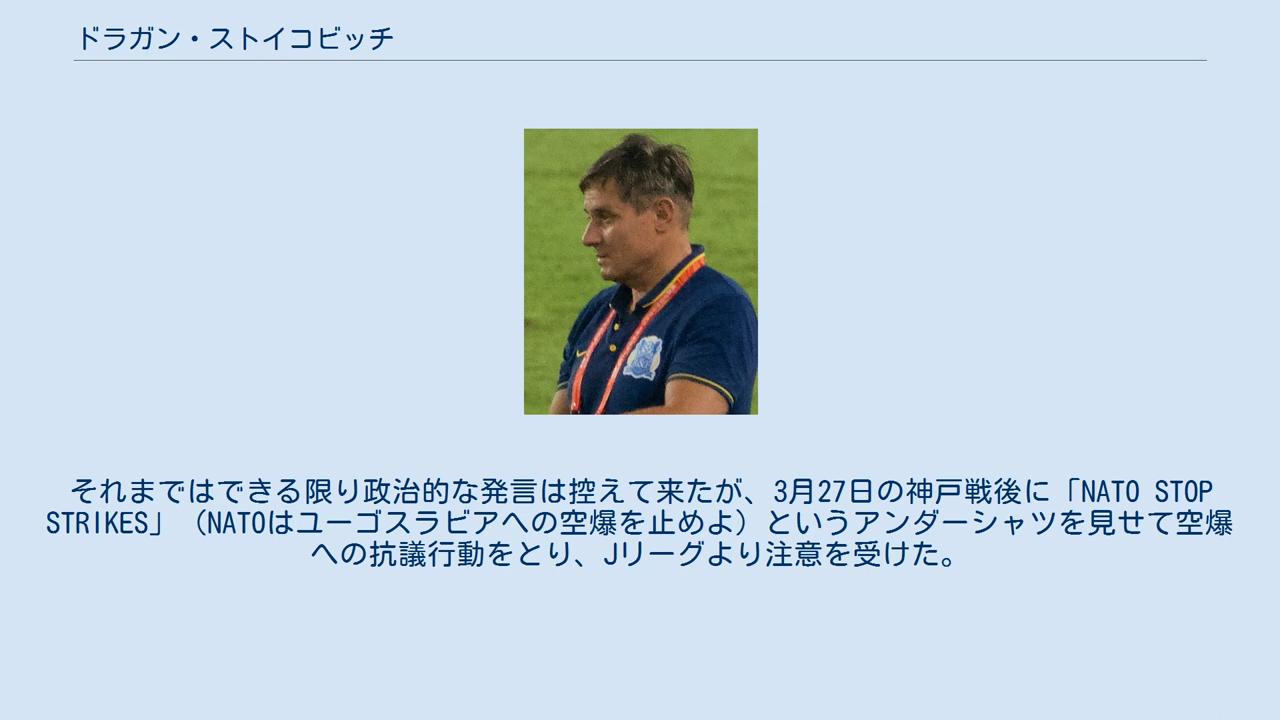 ドラガン・ストイコビッチ
それまではできる限り政治的な発言は控えて来たが、3月27日の神戸戦後に「NATO STOP
STRIKES」（NATOはユーゴスラビアへの空爆を止めよ）というアンダーシャツを見せて空爆
への抗議行動をとり、Jリーグより注意を受けた。